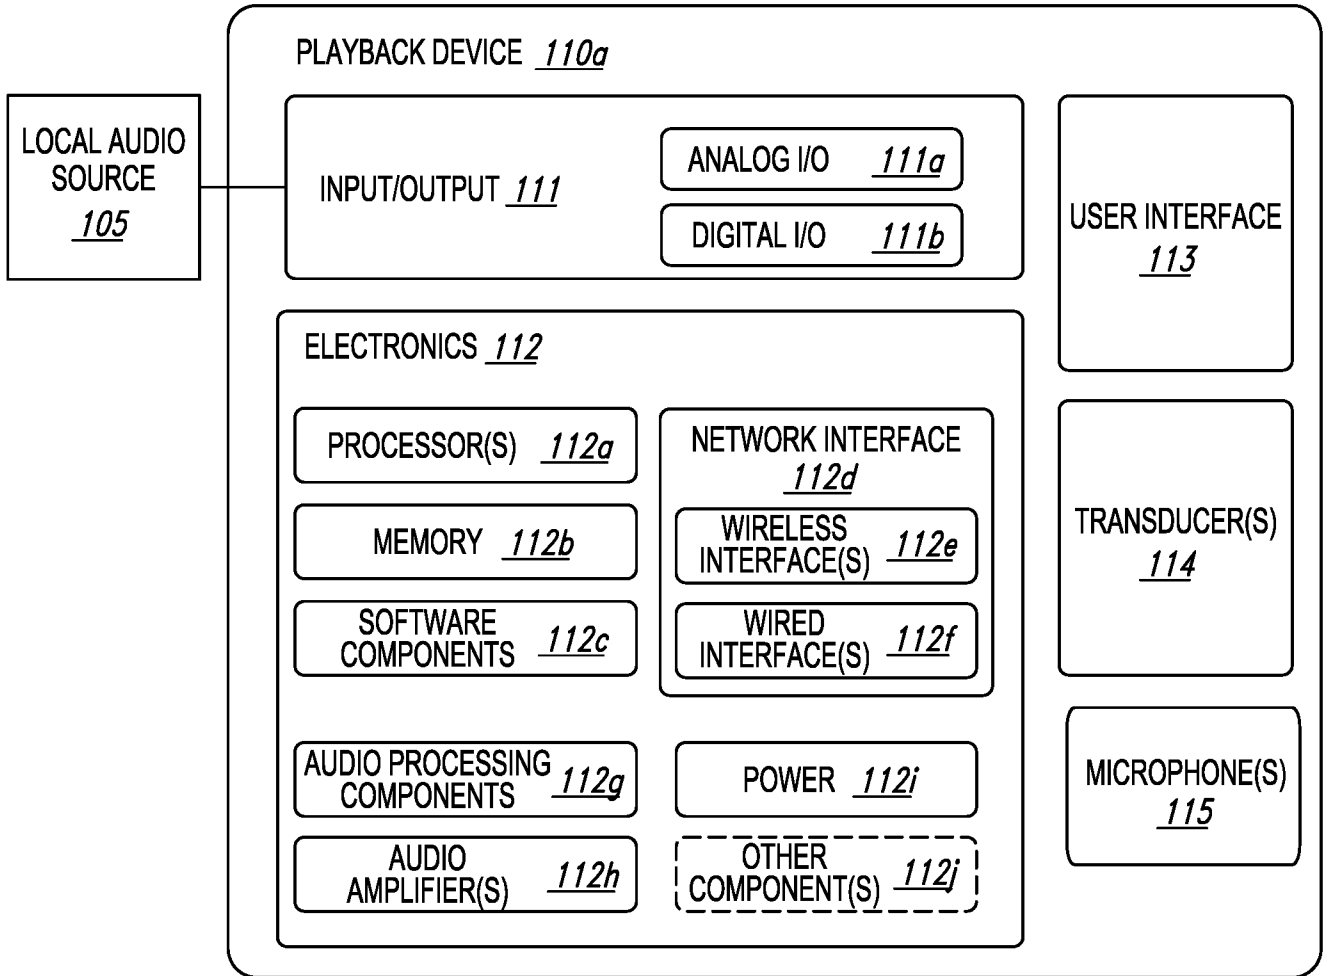 PLAYBACK DEVICE 110a
LOCAL AUDIO
SOURCE
105
INPUT/OUTPUT 111
ANALOG I/O 111a
DIGITAL I/O 111b
USER INTERFACE
113
ELECTRONICS 112
PROCESSOR(S) 112a
MEMORY 112b
SOFTWARE
COMPONENTS 112c
NETWORK INTERFACE
112d
WIRELESS
INTERFACE(S) 112e
WIRED
INTERFACE(S) 112f
AUDIO PROCESSING
COMPONENTS 112g
AUDIO
AMPLIFIER(S) 112h
POWER 112i
OTHER
COMPONENT(S) 112j
TRANSDUCER(S)
114
MICROPHONE(S)
115